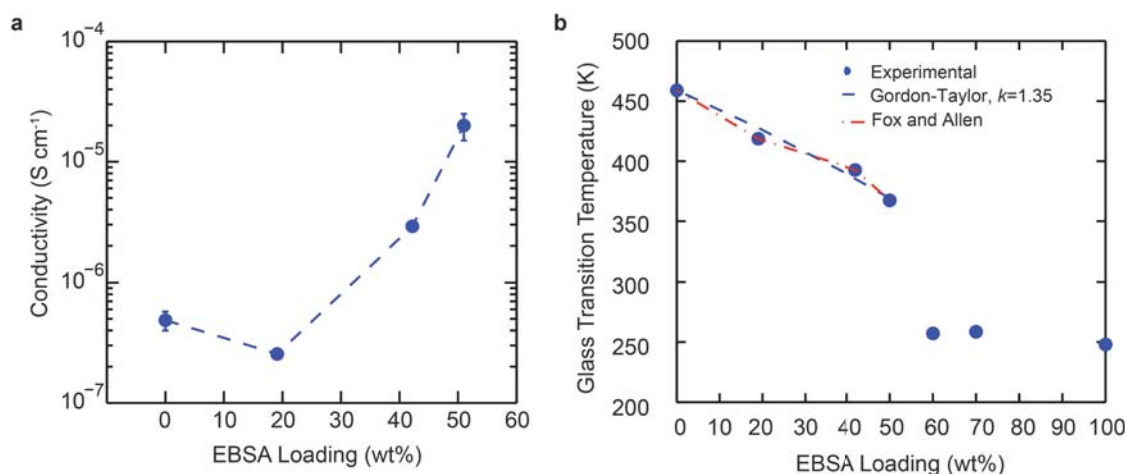 a
10⁻⁴
10⁻⁵
10⁻⁶
10⁻⁷
Conductivity (S cm⁻¹)
0 10 20 30 40 50 60
EBSA Loading (wt%)
b
500
450
400
350
300
250
200
Glass Transition Temperature (K)
Experimental
Gordon-Taylor, k=1.35
Fox and Allen
0 10 20 30 40 50 60 70 80 90 100
EBSA Loading (wt%)